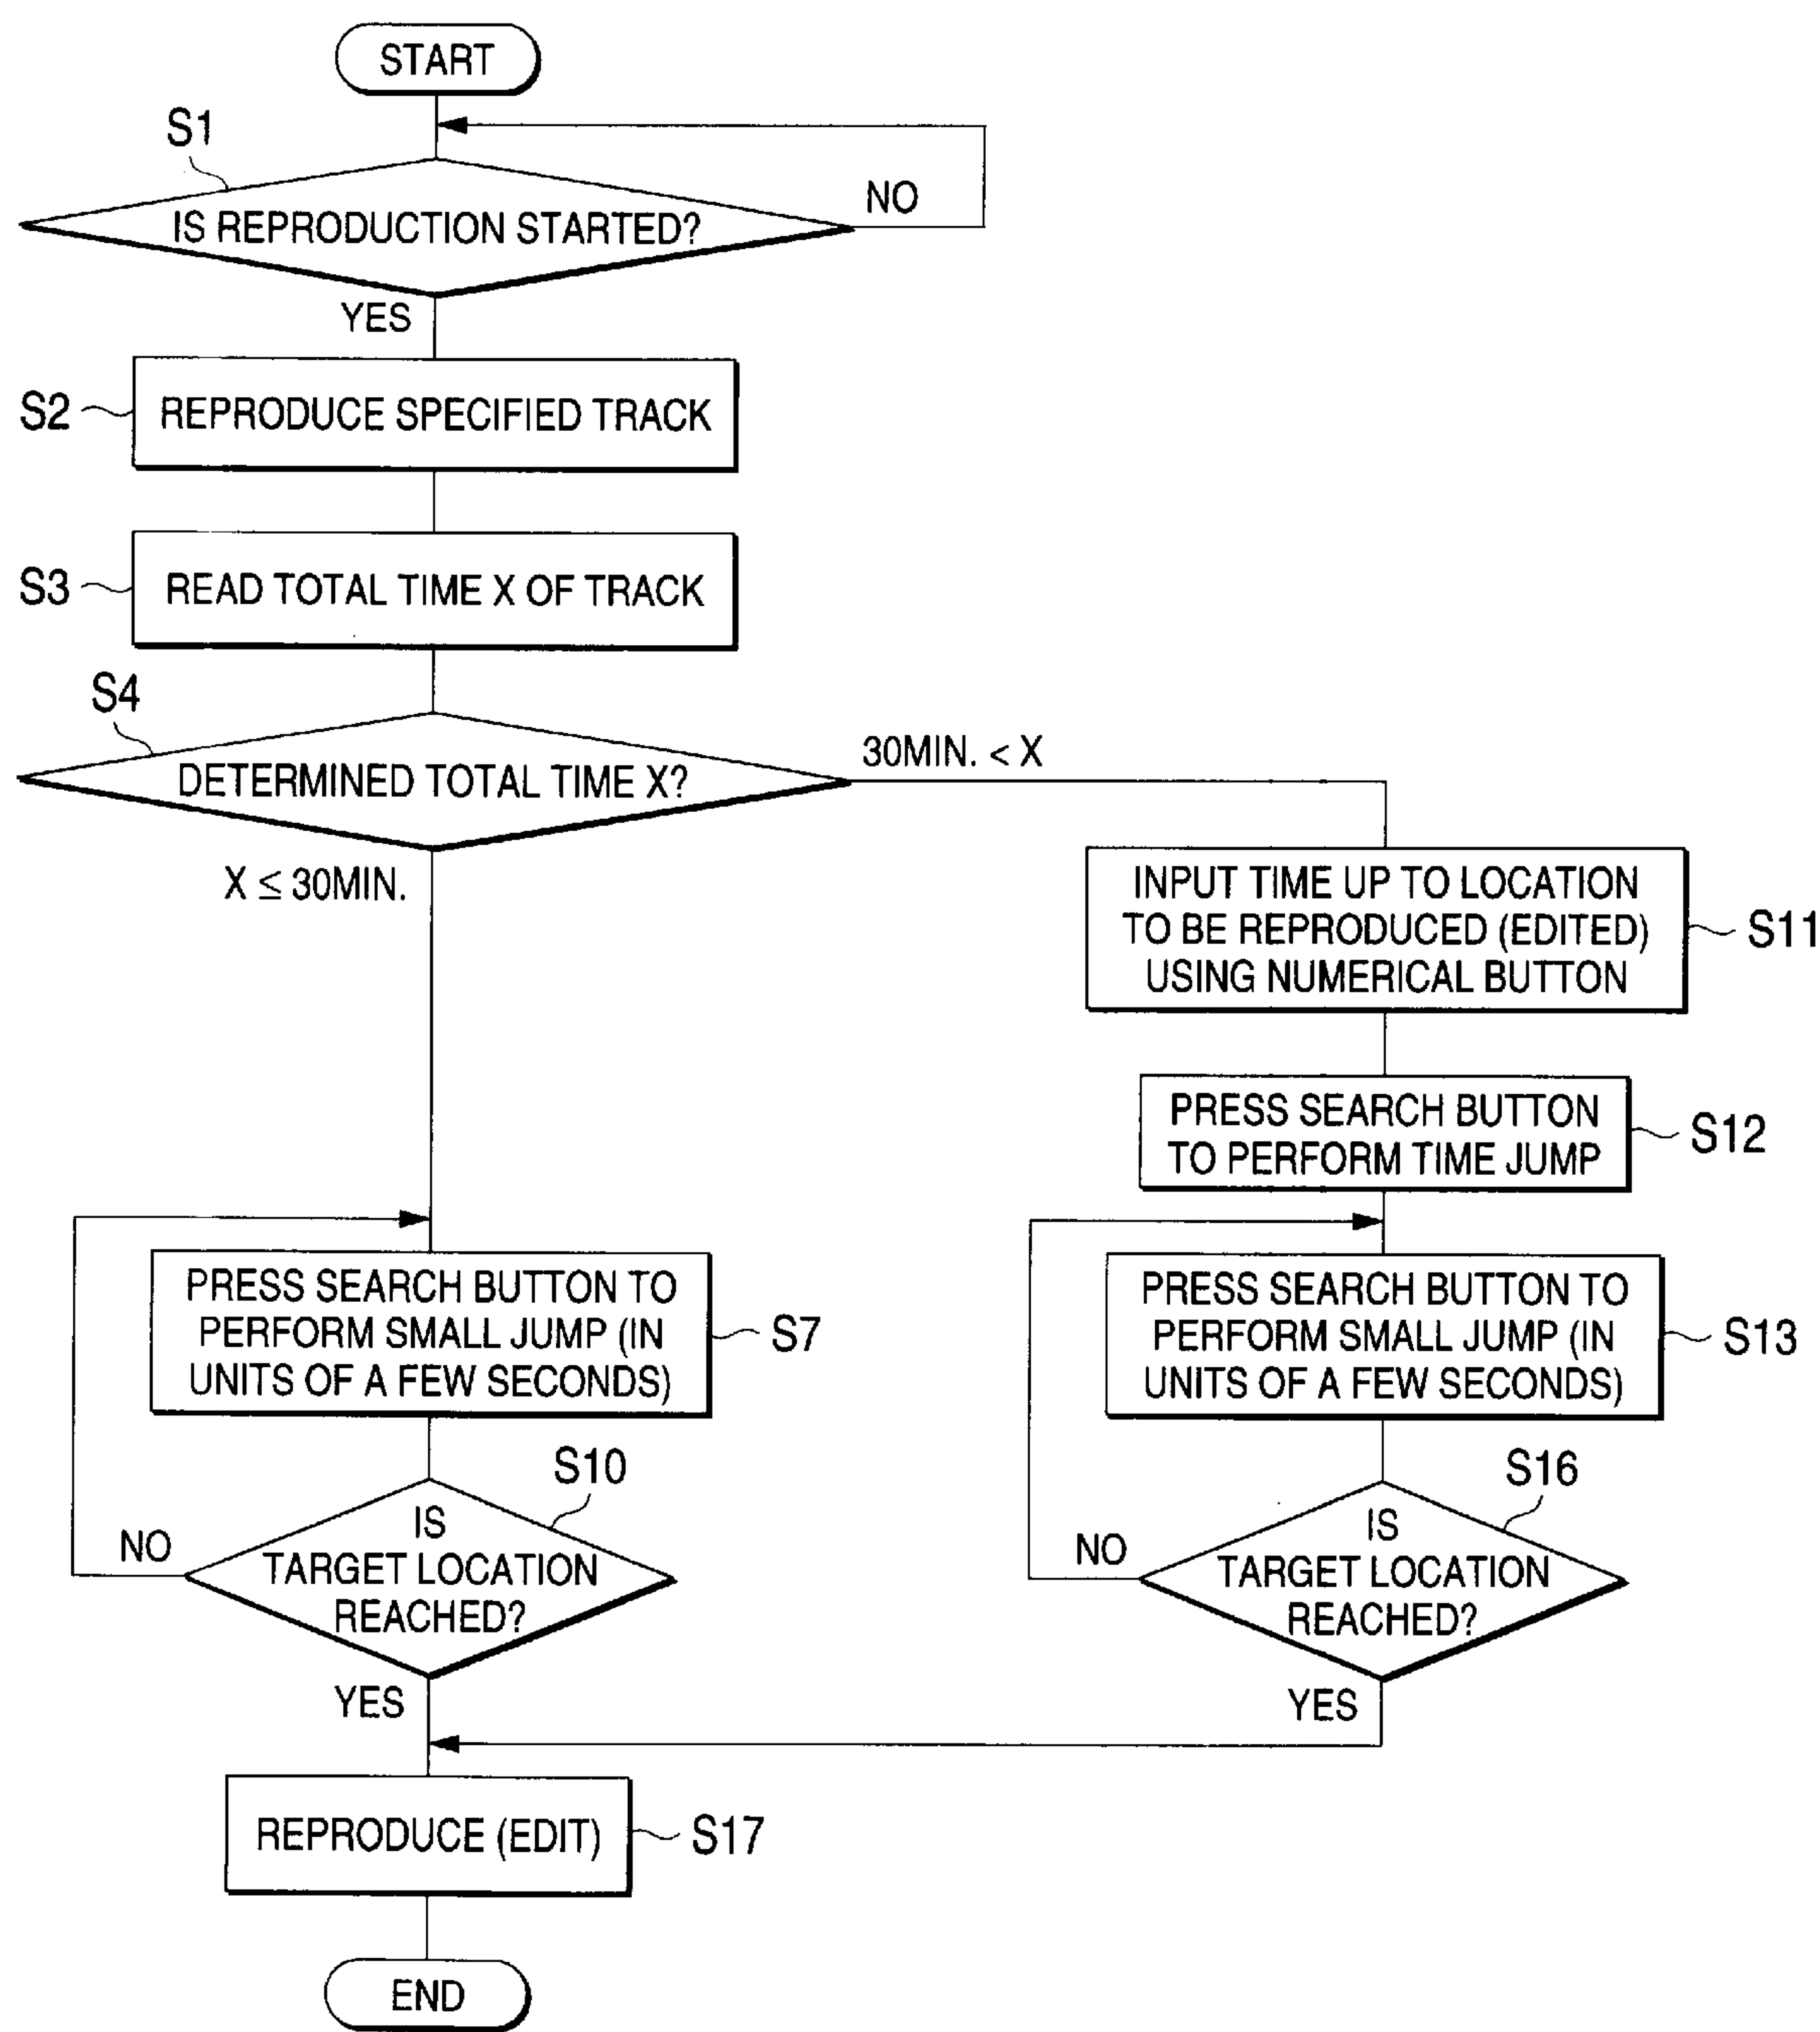 START
S1
NO
IS REPRODUCTION STARTED?
YES
S2
REPRODUCE SPECIFIED TRACK
S3
READ TOTAL TIME X OF TRACK
S4
30MIN. < X
DETERMINED TOTAL TIME X?
X ≤ 30MIN.
INPUT TIME UP TO LOCATION
TO BE REPRODUCED (EDITED)
USING NUMERICAL BUTTON
S11
PRESS SEARCH BUTTON
TO PERFORM TIME JUMP
S12
PRESS SEARCH BUTTON TO
PERFORM SMALL JUMP (IN
UNITS OF A FEW SECONDS)
S7
PRESS SEARCH BUTTON TO
PERFORM SMALL JUMP (IN
UNITS OF A FEW SECONDS)
S13
S10
IS
TARGET LOCATION
REACHED?
NO
YES
S16
IS
TARGET LOCATION
REACHED?
NO
YES
REPRODUCE (EDIT)
S17
END